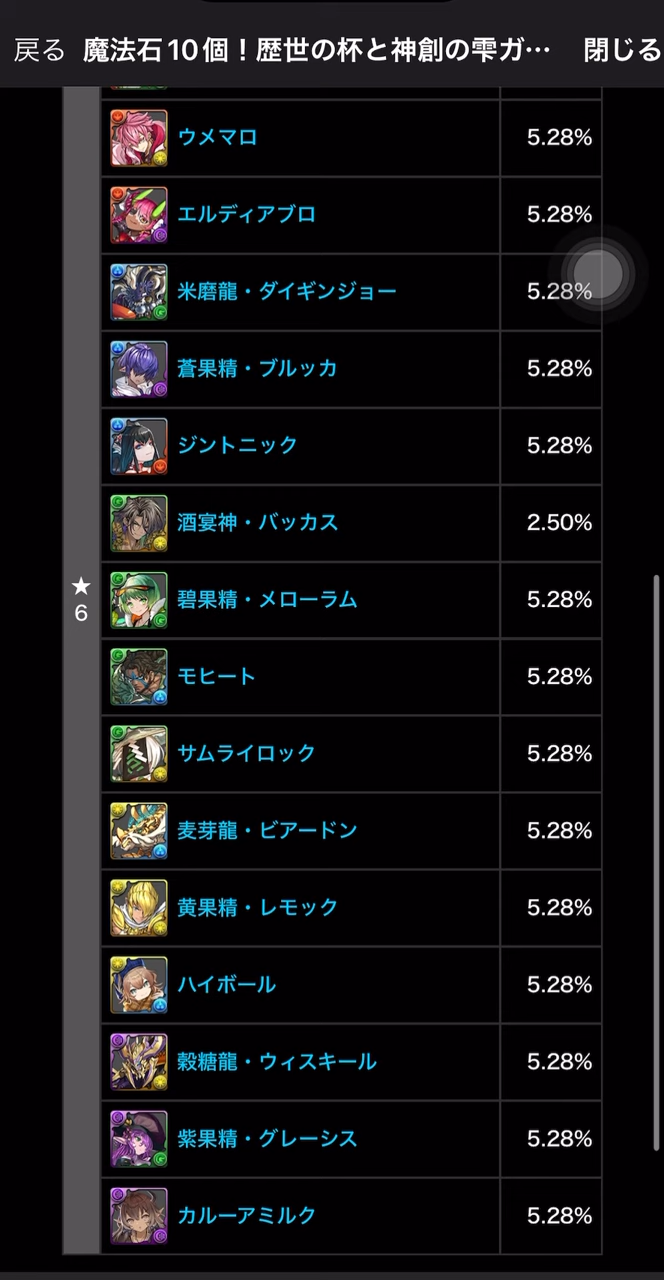 戻る 魔法石10個！歴世の杯と神創の雫ガ… 閉じる
ウメマロ 5.28%
エルディアブロ 5.28%
米磨龍・ダイギンジョー 5.28%
蒼果精・ブルッカ 5.28%
ジントニック 5.28%
酒宴神・バッカス 2.50%
★
6
碧果精・メローラム 5.28%
モヒート 5.28%
サムライロック 5.28%
麦芽龍・ビアードン 5.28%
黄果精・レモック 5.28%
ハイボール 5.28%
穀糖龍・ウィスキール 5.28%
紫果精・グレーシス 5.28%
カルーアミルク 5.28%